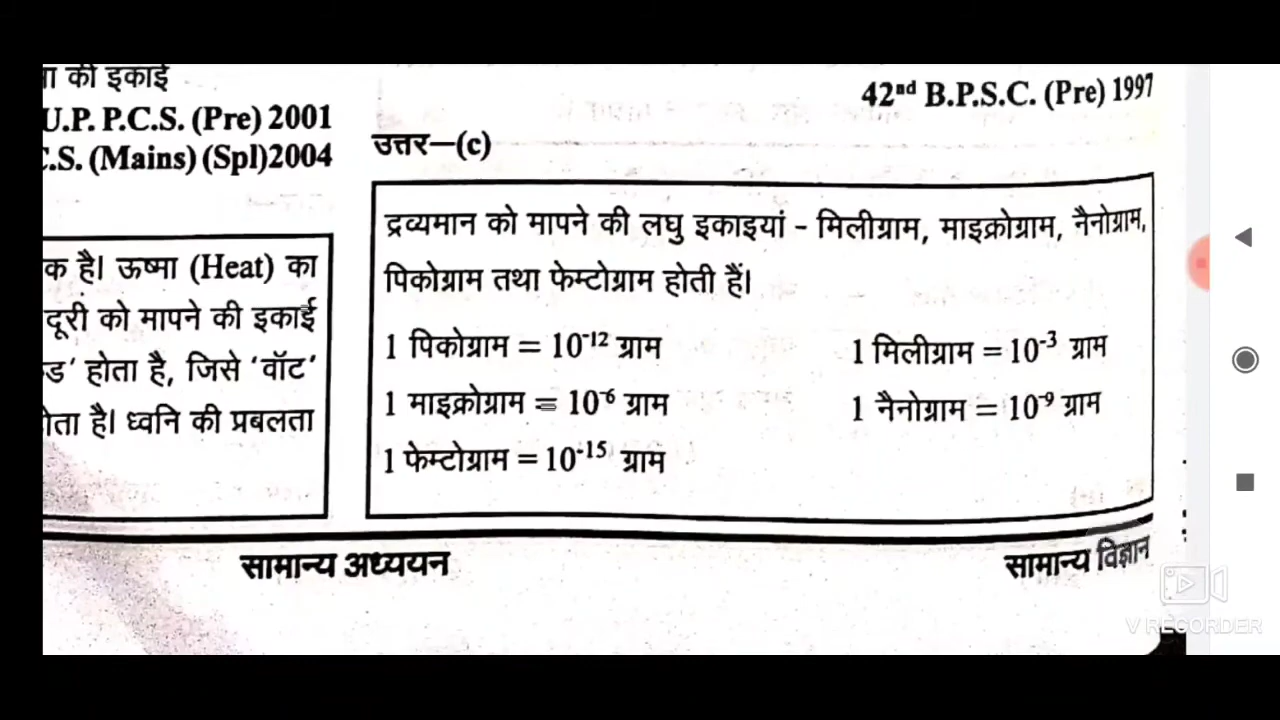 की इकाई
U.P. P.C.S. (Pre) 2001
C.S. (Mains) (Spl)2004
क है। ऊष्मा (Heat) का
दूरी को मापने की इकाई
होता है, जिसे ‘वॉट’
होता है। ध्वनि की प्रबलता
42nd B.P.S.C. (Pre) 1997
उत्तर–(c)
द्रव्यमान को मापने की लघु इकाइयां - मिलीग्राम, माइक्रोग्राम, नैनोग्राम,
पिकोग्राम तथा फेम्टोग्राम होती हैं।
1 पिकोग्राम = 10⁻¹² ग्राम 1 मिलीग्राम = 10⁻³ ग्राम
1 माइक्रोग्राम = 10⁻⁶ ग्राम 1 नैनोग्राम = 10⁻⁹ ग्राम
1 फेम्टोग्राम = 10⁻¹⁵ ग्राम
सामान्य अध्ययन सामान्य विज्ञान
V RECORDER